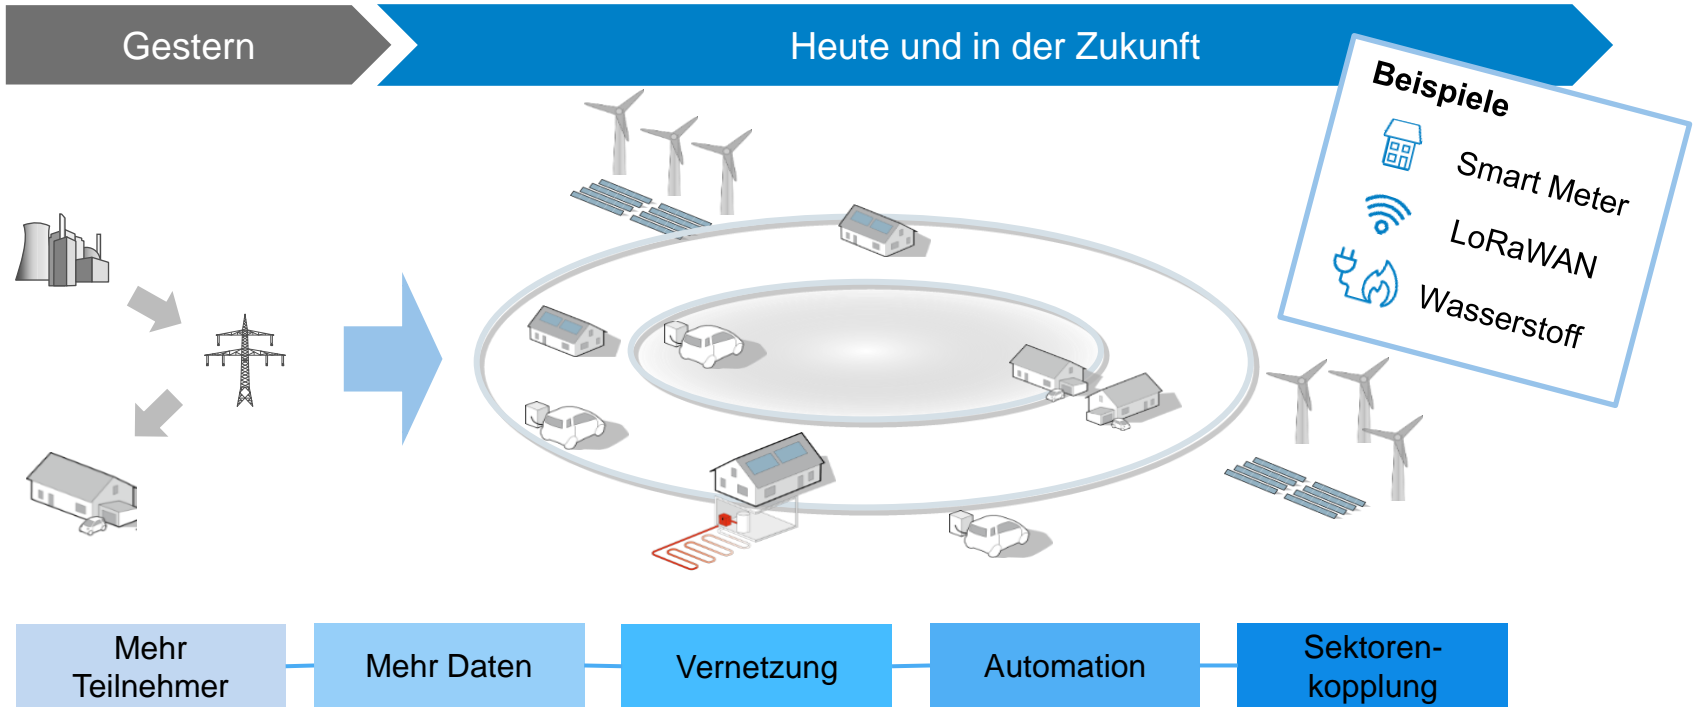 Gestern
Heute und in der Zukunft
Beispiele
Smart Meter
LoRaWAN
Wasserstoff
Mehr
Teilnehmer
Mehr Daten
Vernetzung
Automation
Sektoren-
kopplung